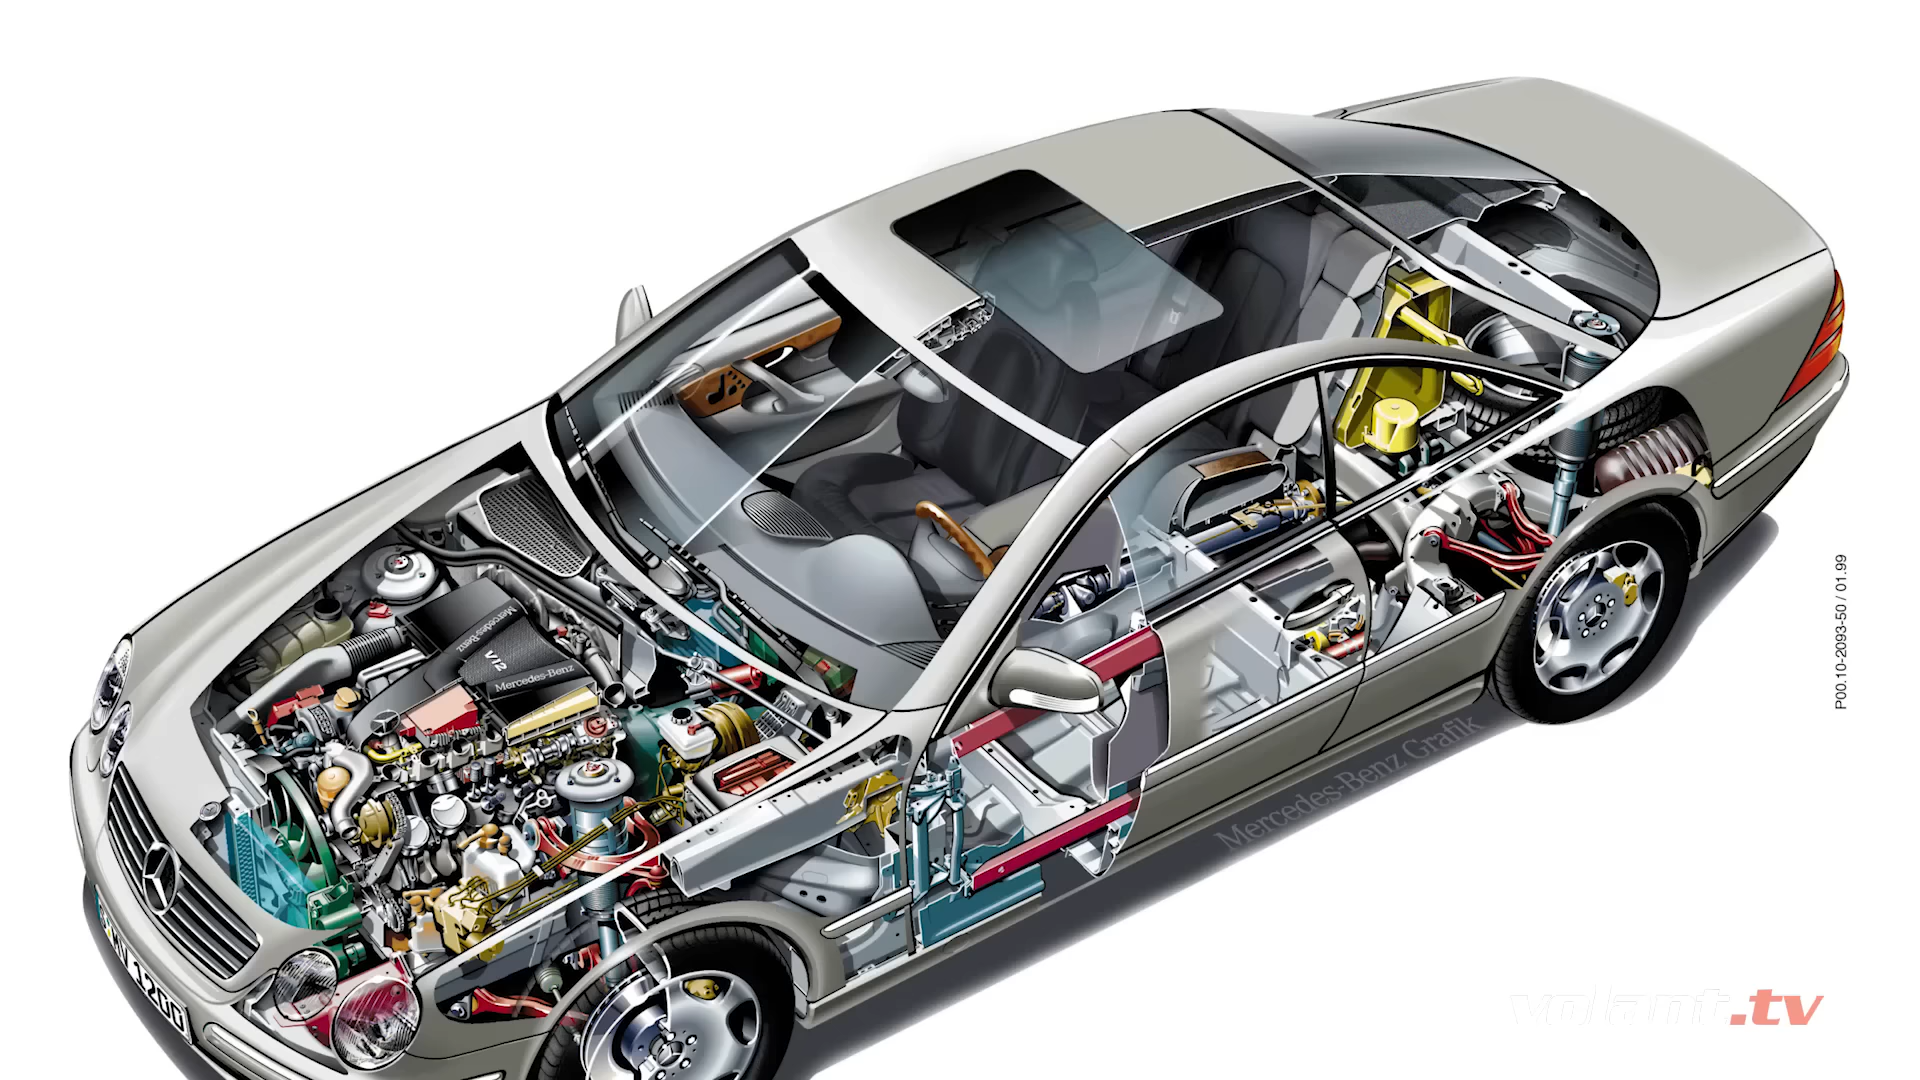 Mercedes-Benz
V12
Mercedes-Benz
Mercedes-Benz Grafik
P00.10-2093-50 / 01.99
volant.tv